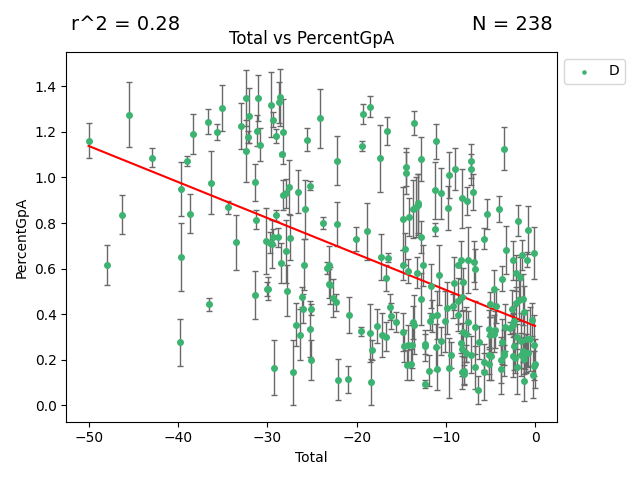 r^2 = 0.28
N = 238
Total vs PercentGpA
D
PercentGpA
1.4
1.2
1.0
0.8
0.6
0.4
0.2
0.0
−50
−40
−30
−20
−10
0
Total